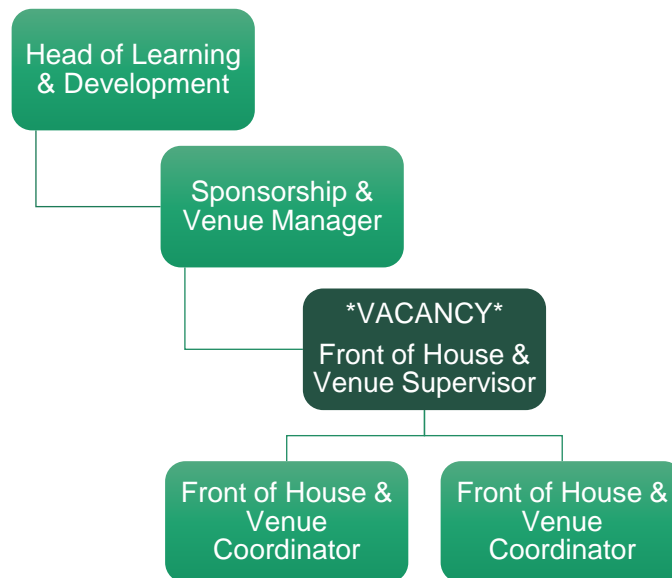 Head of Learning
& Development
Sponsorship &
Venue Manager
*VACANCY*
Front of House &
Venue Supervisor
Front of House &
Venue
Coordinator
Front of House &
Venue
Coordinator